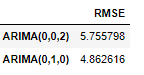 RMSE
ARIMA(0,0,2) 5.755798
ARIMA(0,1,0) 4.862616